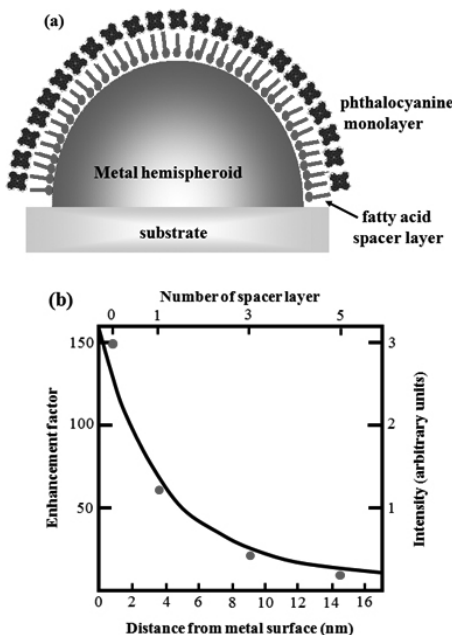 (a)
phthalocyanine
monolayer
Metal hemispheroid
fatty acid
spacer layer
substrate
(b)
Number of spacer layer
0 1 3 5
150
100
50
0 2 4 6 8 10 12 14 16
3
2
1
Enhancement factor
Intensity (arbitrary units)
Distance from metal surface (nm)